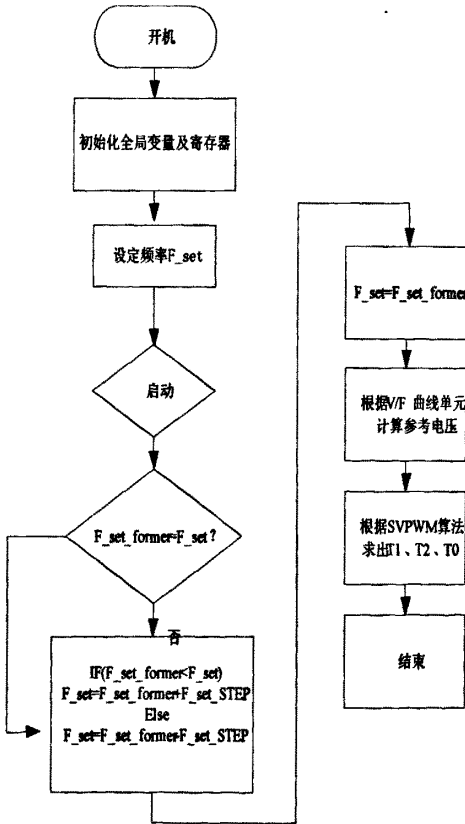 开机
初始化全局变量及寄存器
设定频率F_set
启动
F_set_former=F_set?
否
IF(F_set_former<F_set)
F_set=F_set_former+F_set_STEP
Else
F_set=F_set_former+F_set_STEP
F_set=F_set_former
根据V/F 曲线单元
计算参考电压
根据SVPWM算法
求出T1、T2、T0
结束